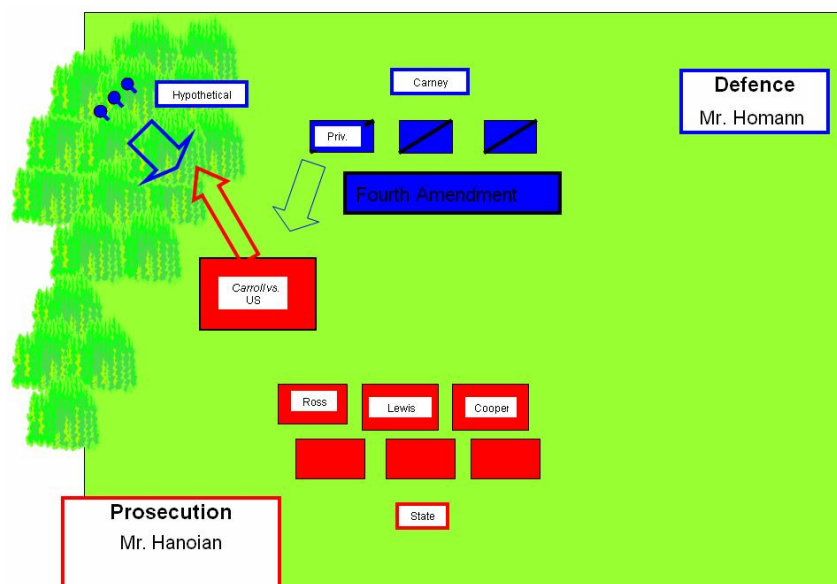 Hypothetical
Carney
Defence
Mr. Homann
Priv.
Fourth Amendment
Carroll vs.
US
Ross
Lewis
Cooper
Prosecution
Mr. Hanoian
State